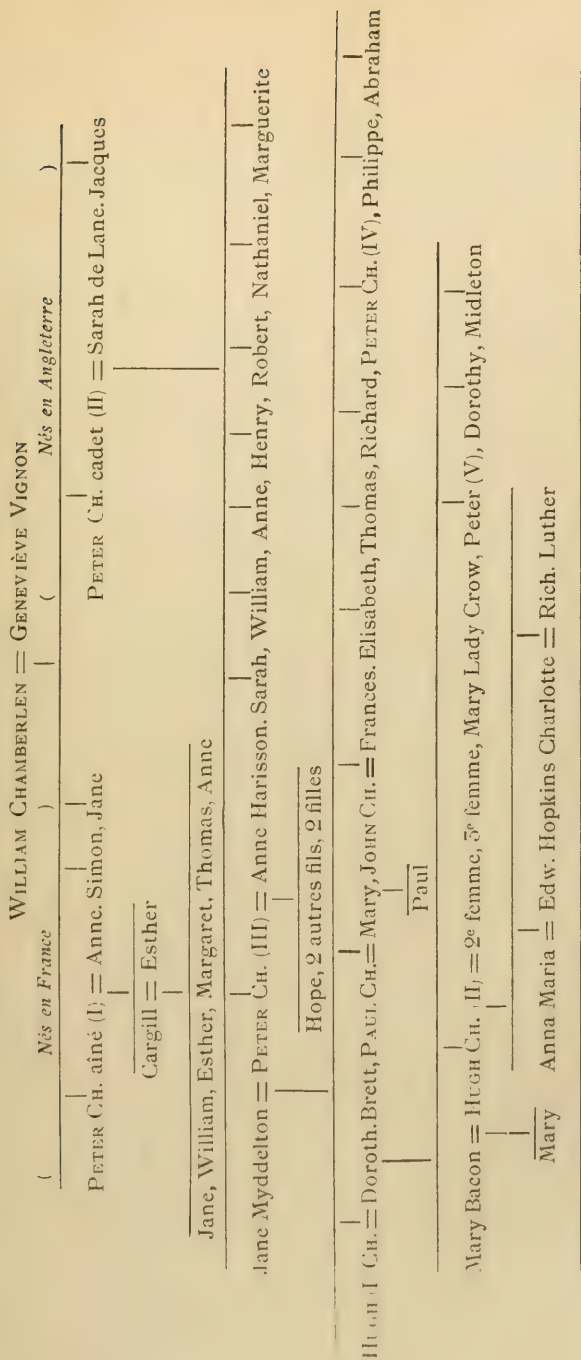 WILLIAM CHAMBERLEN = GENEVIÈVE VIGNON
( Nés en France ) ( Nés en Angleterre )
PETER CH. aîné (I) = Anne. Simon, Jane PETER CH. cadet (II) = Sarah de Lane. Jacques
Cargill = Esther
Jane, William, Esther, Margaret, Thomas, Anne
Jane Myddelton = PETER CH. (III) = Anne Harisson. Sarah, William, Anne, Henry, Robert, Nathaniel, Marguerite
Hope, 2 autres fils, 2 filles
HUGH I CH. = Doroth. Brett, PAUL CH. = Mary, JOHN CH. = Frances. Elisabeth, Thomas, Richard, PETER CH. (IV), Philippe, Abraham
Paul
Mary Bacon = HUGH CH. (II) = 2e femme, 3e femme, Mary Lady Crow, Peter (V), Dorothy, Midleton
Mary Anna Maria = Edw. Hopkins Charlotte = Rich. Luther